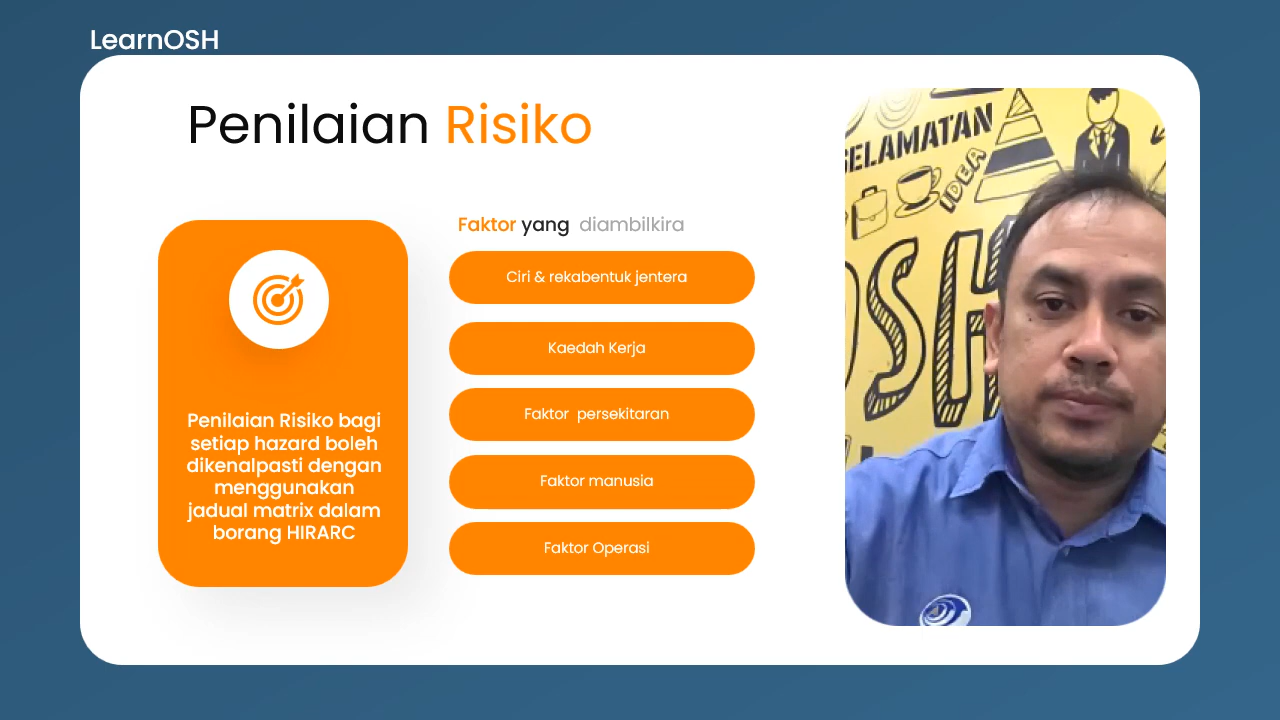 LearnOSH
Penilaian Risiko
Faktor yang diambilkira
Ciri & rekabentuk jentera
Kaedah Kerja
Faktor persekitaran
Faktor manusia
Faktor Operasi
Penilaian Risiko bagi
setiap hazard boleh
dikenalpasti dengan
menggunakan
jadual matrix dalam
borang HIRARC
SELAMATAN
IDEA
OSH